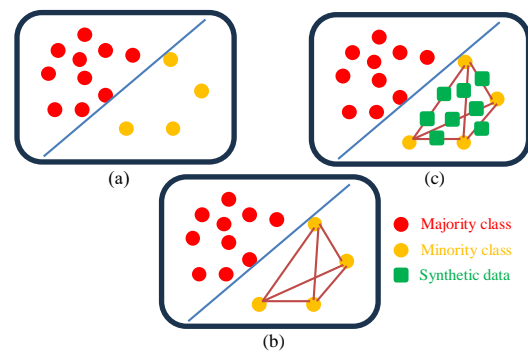 (a)
(c)
Majority class
Minority class
Synthetic data
(b)